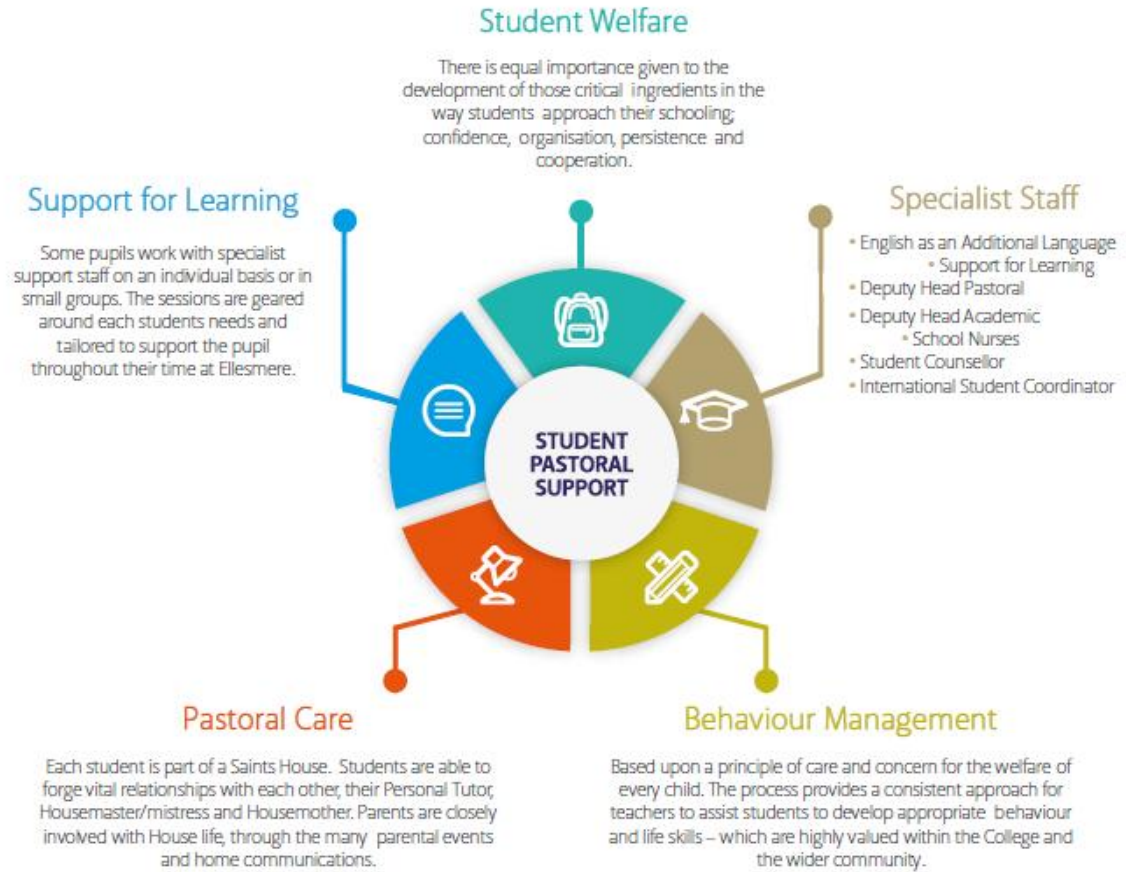 Student Welfare
There is equal importance given to the
development of those critical ingredients in the
way students approach their schooling;
confidence, organisation, persistence and
cooperation.
Support for Learning
Some pupils work with specialist
support staff on an individual basis or in
small groups. The sessions are geared
around each students needs and
tailored to support the pupil
throughout their time at Ellesmere.
Specialist Staff
• English as an Additional Language
• Support for Learning
• Deputy Head Pastoral
• Deputy Head Academic
• School Nurses
• Student Counsellor
• International Student Coordinator
STUDENT
PASTORAL
SUPPORT
Pastoral Care
Each student is part of a Saints House. Students are able to
forge vital relationships with each other, their Personal Tutor,
Housemaster/mistress and Housemother. Parents are closely
involved with House life, through the many parental events
and home communications.
Behaviour Management
Based upon a principle of care and concern for the welfare of
every child. The process provides a consistent approach for
teachers to assist students to develop appropriate behaviour
and life skills – which are highly valued within the College and
the wider community.